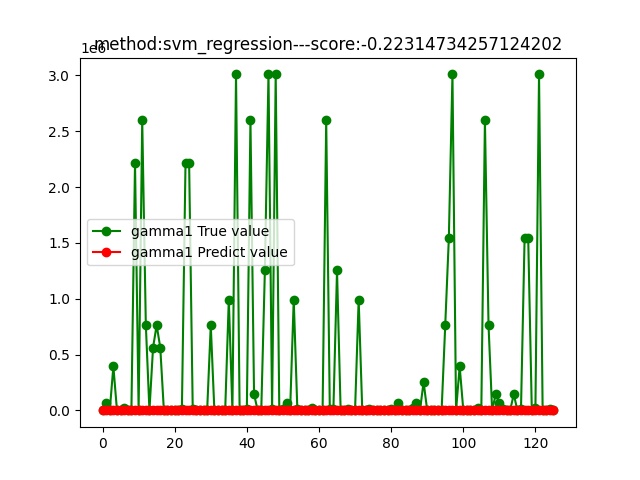 method:svm_regression---score:-0.22314734257124202
1e6
3.0
2.5
2.0
1.5
1.0
0.5
0.0
gamma1 True value
gamma1 Predict value
0 20 40 60 80 100 120